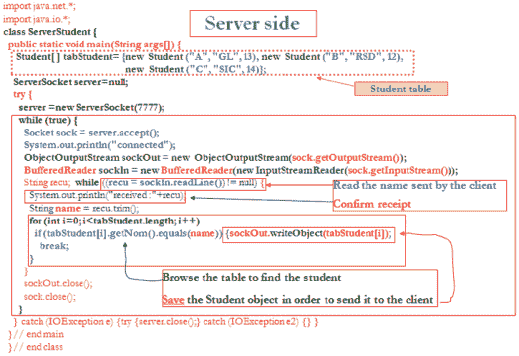 import java.net.*;
import java.io.*;
Server side
class ServerStudent {
public static void main(String args[]) {
Student[ ] tabStudent= {new Student ("A", "GL", 13), new Student ("B", "RSD", 12),
new Student ("C", "SIC", 14)};
Student table
ServerSocket server=null;
try {
server =new ServerSocket(7777);
while (true) {
Socket sock = server.accept();
System.out.println("connected");
ObjectOutputStream sockOut = new ObjectOutputStream(sock.getOutputStream());
BufferedReader sockIn = new BufferedReader(new InputStreamReader(sock.getInputStream()));
String recu; while ((recu = sockIn.readLine()) != null) {
Read the name sent by the client
System.out.println("received :"+recu);
Confirm receipt
String name = recu.trim();
for (int i=0; i<tabStudent.length; i++)
if (tabStudent[i].getNom().equals(name)) {sockOut.writeObject(tabStudent[i]);
break;
}
Browse the table to find the student
}
sockOut.close();
Save the Student object in order to send it to the client
sock.close();
}
} catch (IOException e) {try {server.close();} catch (IOException e2) {} }
} // end main
} // end class